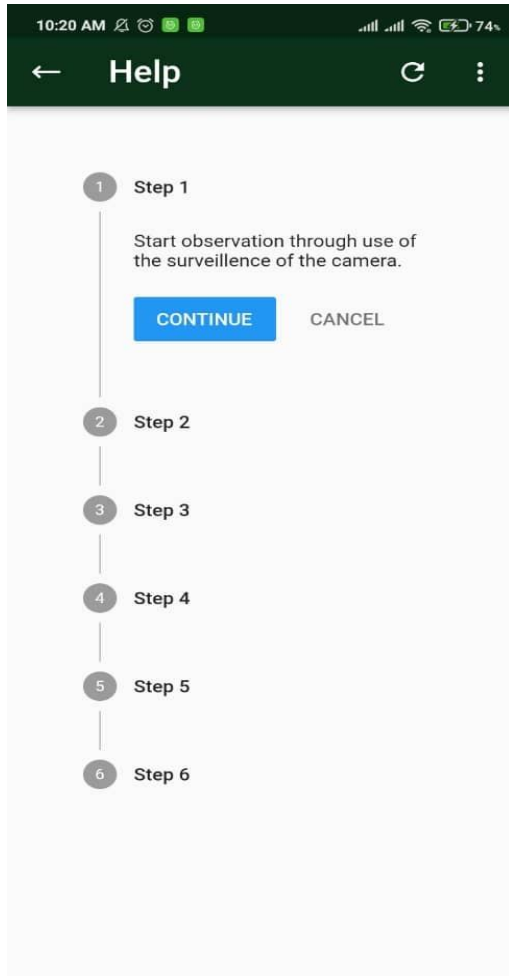 10:20 AM 74%
Help
1 Step 1
Start observation through use of
the surveillence of the camera.
CONTINUE CANCEL
2 Step 2
3 Step 3
4 Step 4
5 Step 5
6 Step 6